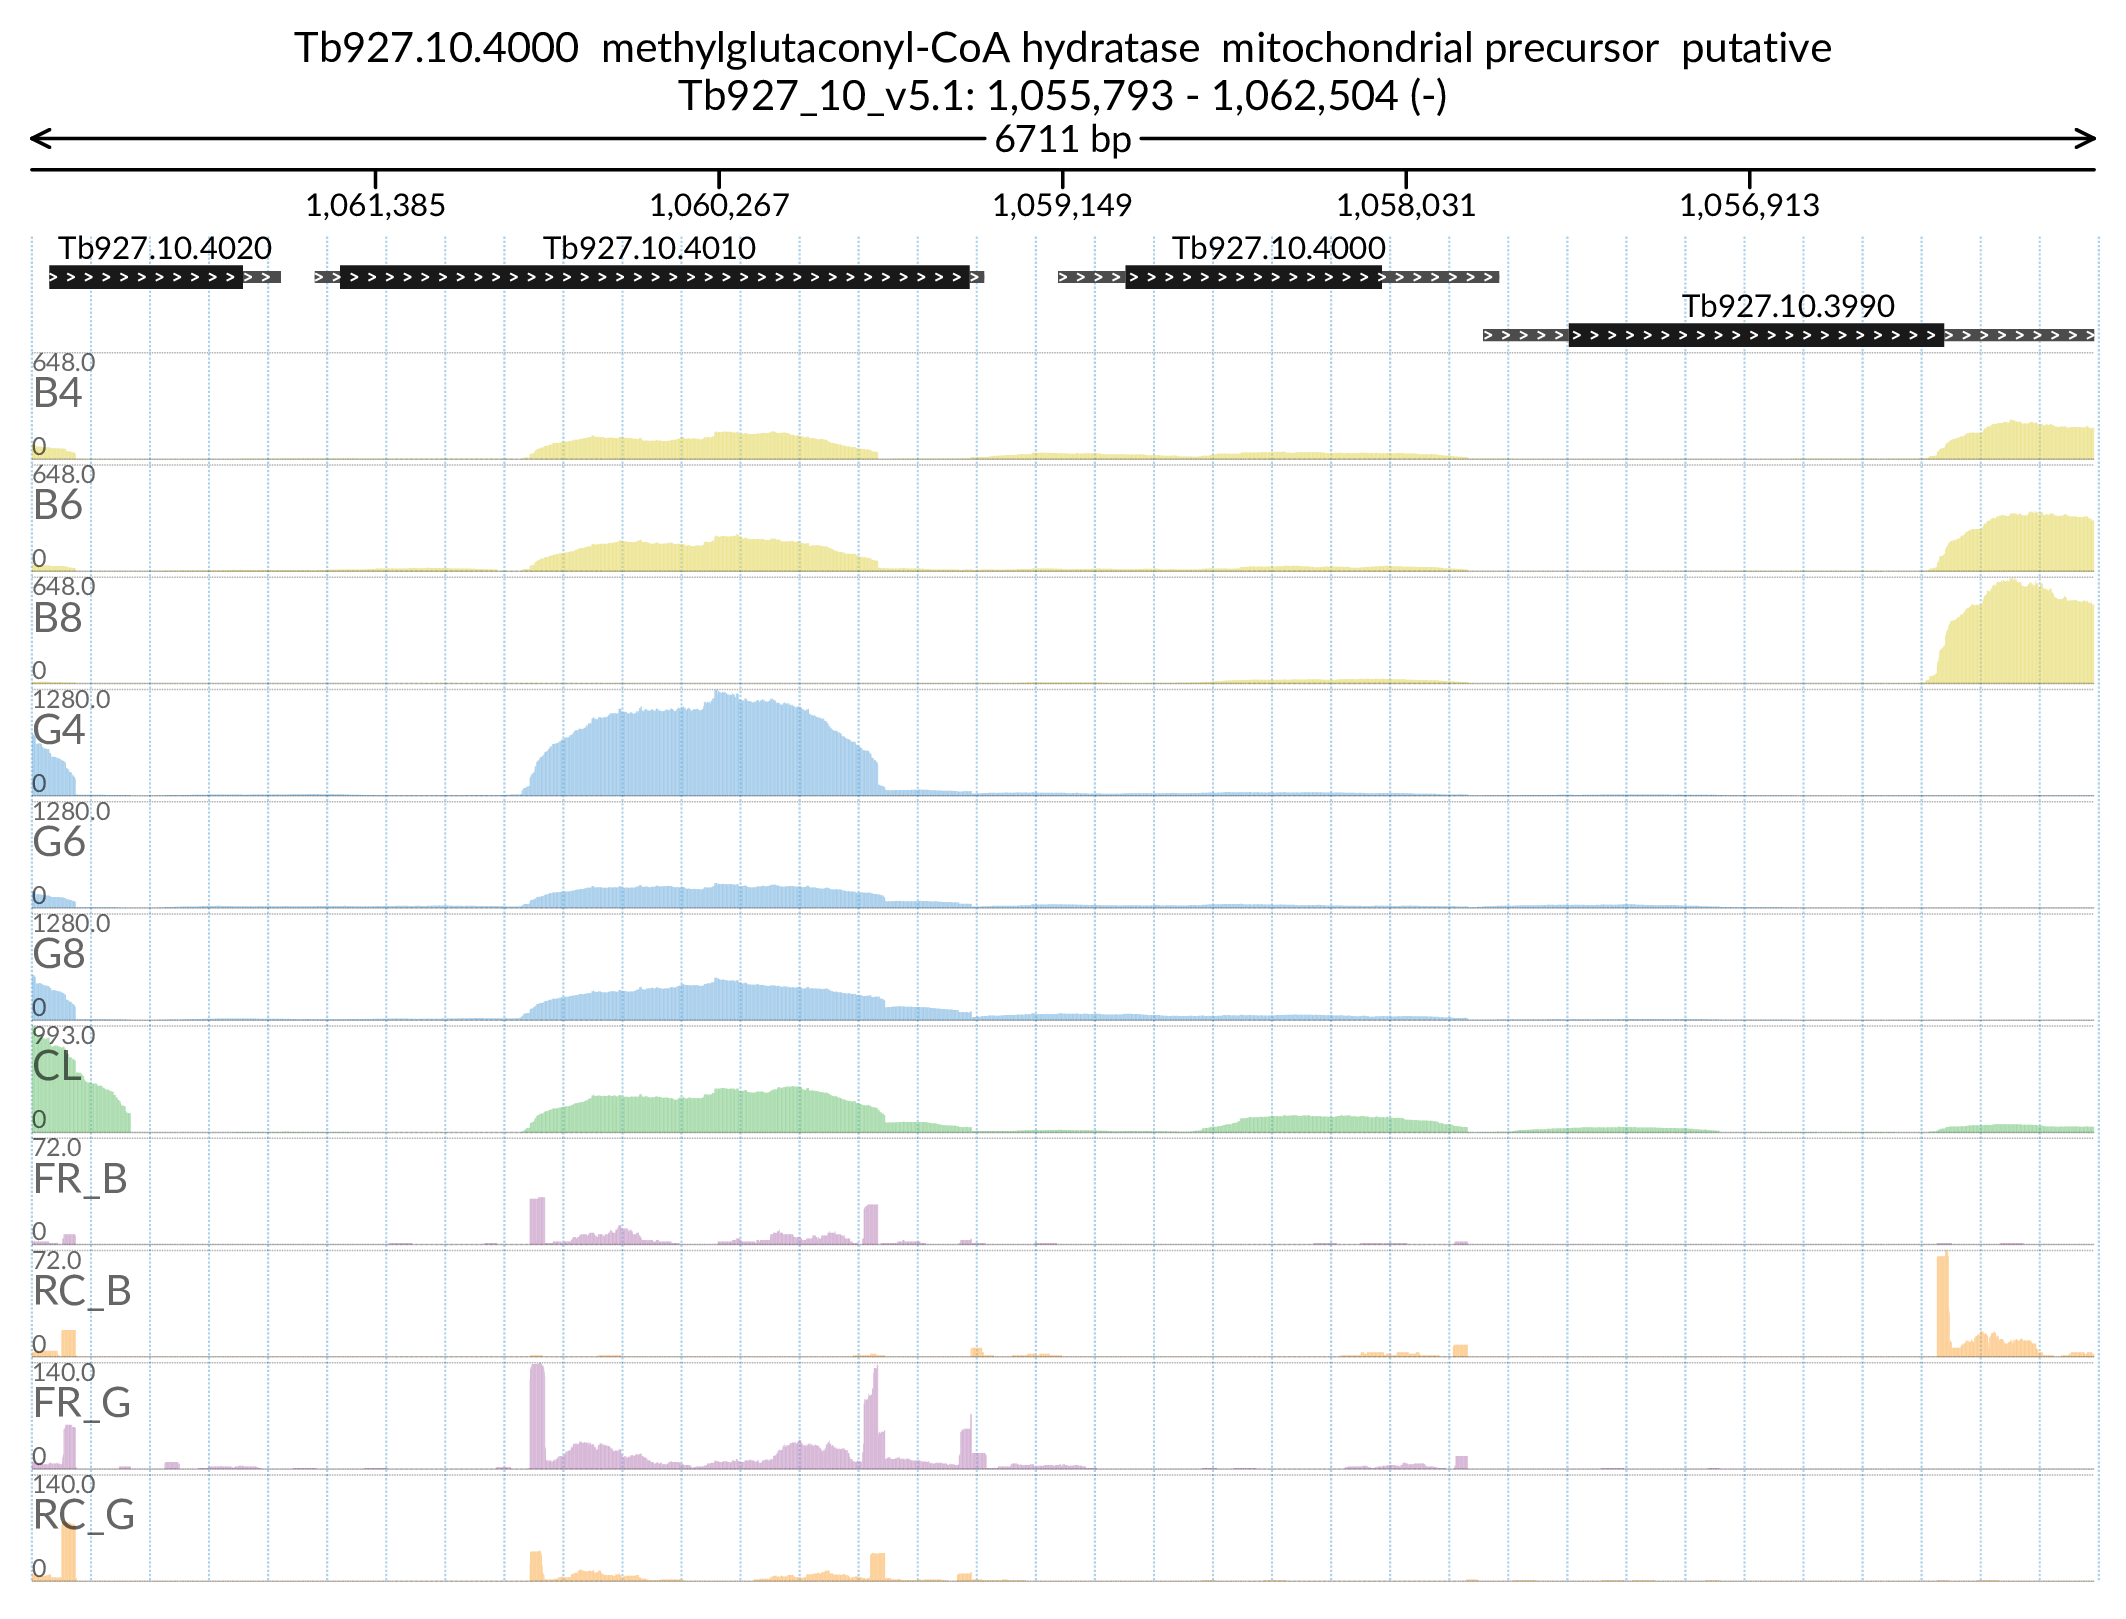 Tb927.10.4000  methylglutaconyl-CoA hydratase  mitochondrial precursor  putative
Tb927_10_v5.1: 1,055,793 - 1,062,504 (-)
6711 bp
1,061,385 1,060,267 1,059,149 1,058,031 1,056,913
Tb927.10.4020 Tb927.10.4010 Tb927.10.4000
Tb927.10.3990
648.0
B4
0
648.0
B6
0
648.0
B8
0
1280.0
G4
0
1280.0
G6
0
1280.0
G8
0
993.0
CL
0
72.0
FR_B
0
72.0
RC_B
0
140.0
FR_G
0
140.0
RC_G
0